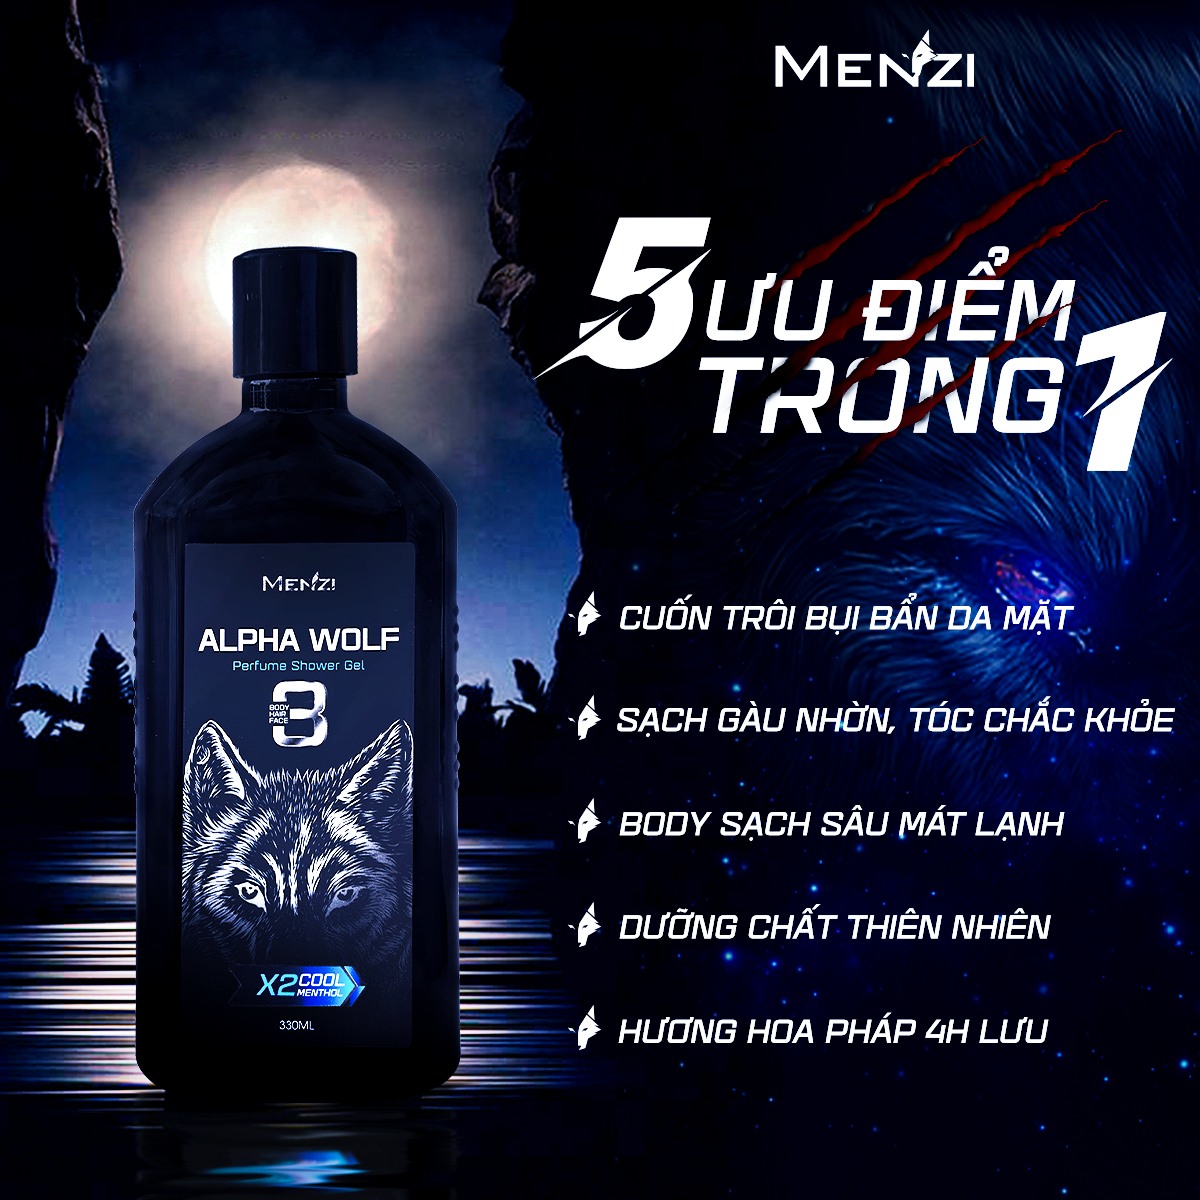 MENZI
5 ƯU ĐIỂM
TRONG 1
MENZI
ALPHA WOLF
Perfume Shower Gel
BODY
HAIR
FACE
3
X2 COOL
MENTHOL
330ML
CUỐN TRÔI BỤI BẨN DA MẶT
SẠCH GÀU NHỜN, TÓC CHẮC KHỎE
BODY SẠCH SÂU MÁT LẠNH
DƯỠNG CHẤT THIÊN NHIÊN
HƯƠNG HOA PHÁP 4H LƯU